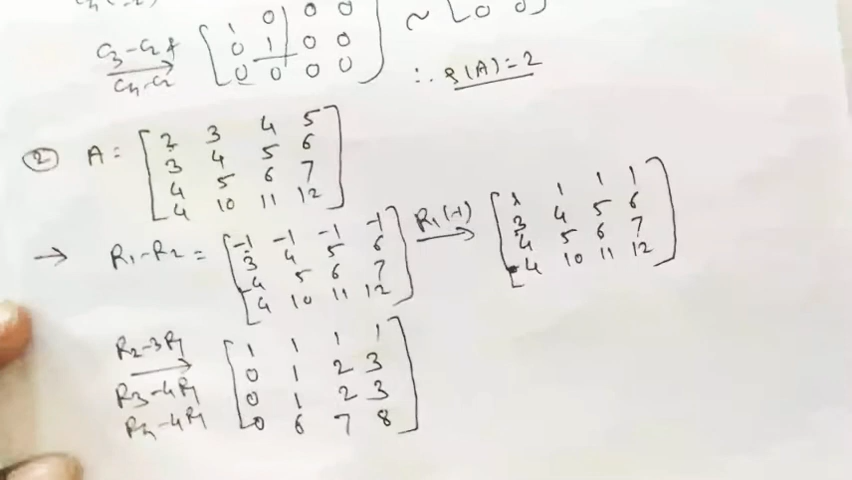 C3-C2 & [1 0 0 0
C4-C2 → 0 1 0 0
0 0 0 0] ~ [0 0]
∴ ρ(A)=2
② A= [2 3 4 5
3 4 5 6
4 5 6 7
4 10 11 12]
→ R1-R2 = [-1 -1 -1 -1
3 4 5 6
4 5 6 7
4 10 11 12]
R1(-1) → [1 1 1 1
3 4 5 6
4 5 6 7
4 10 11 12]
R2-3R1 → [1 1 1 1
0 1 2 3
R3-4R1 0 1 2 3
R4-4R1 0 6 7 8]